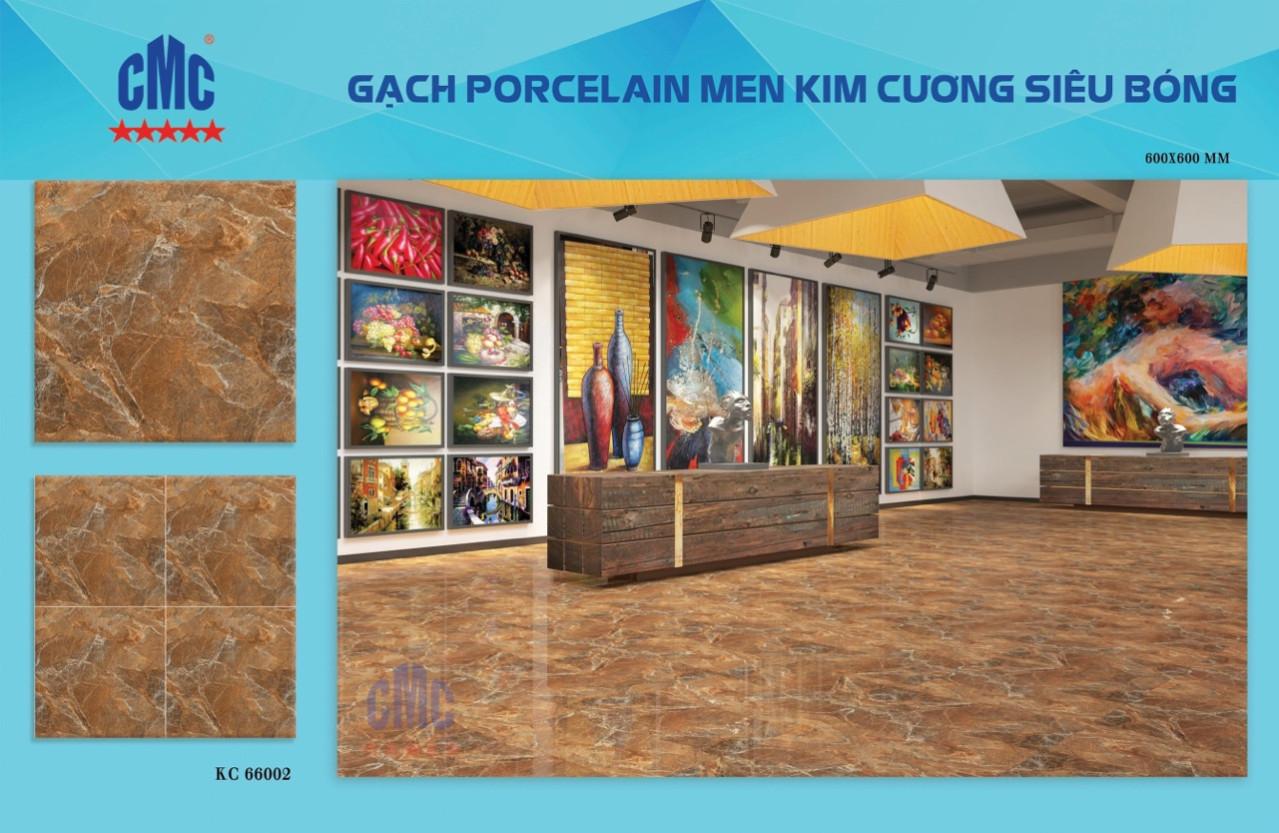 CMC ®
GẠCH PORCELAIN MEN KIM CƯƠNG SIÊU BÓNG
600X600 MM
CMC
KC 66002